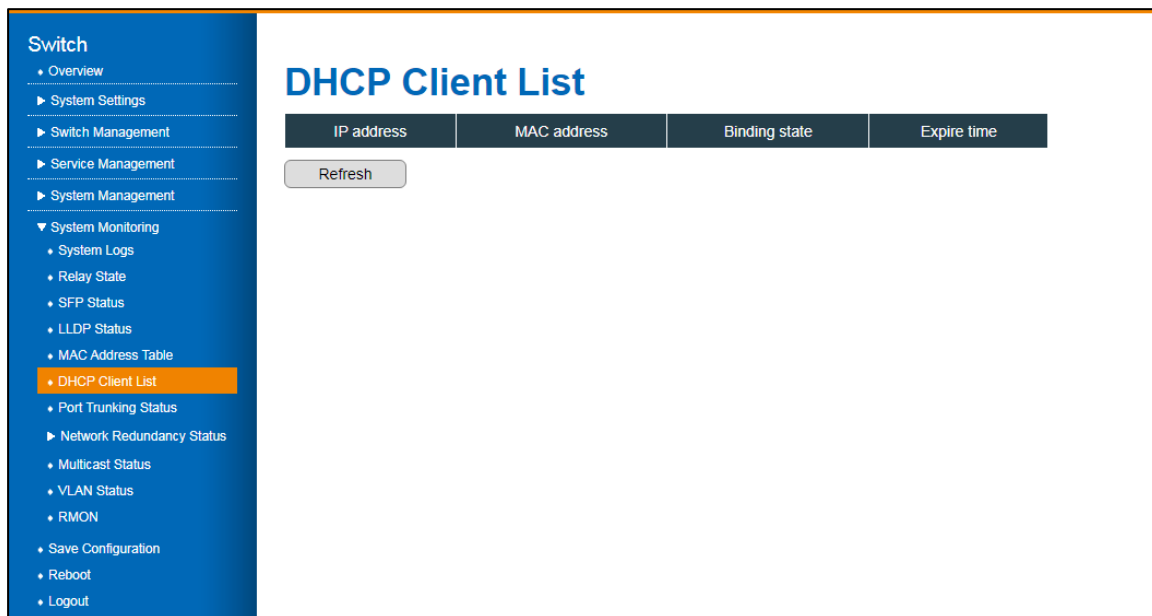 Switch
Overview
System Settings
Switch Management
Service Management
System Management
System Monitoring
System Logs
Relay State
SFP Status
LLDP Status
MAC Address Table
DHCP Client List
Port Trunking Status
Network Redundancy Status
Multicast Status
VLAN Status
RMON
Save Configuration
Reboot
Logout
DHCP Client List
IP address MAC address Binding state Expire time
Refresh